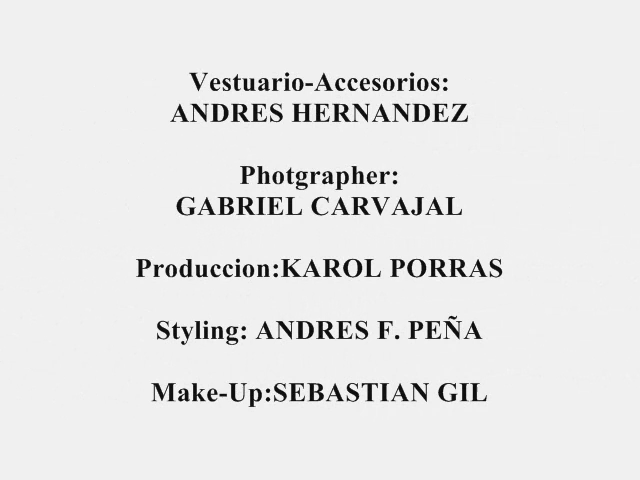 Vestuario-Accesorios:
ANDRES HERNANDEZ
Photgrapher:
GABRIEL CARVAJAL
Produccion:KAROL PORRAS
Styling: ANDRES F. PEÑA
Make-Up:SEBASTIAN GIL